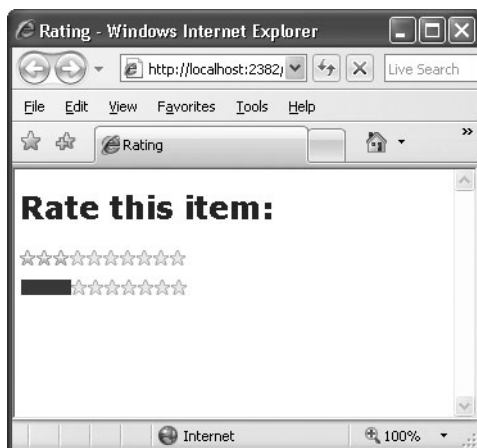 Rating - Windows Internet Explorer
http://localhost:2382/
Live Search
File Edit View Favorites Tools Help
Rating
Rate this item:
Internet
100%